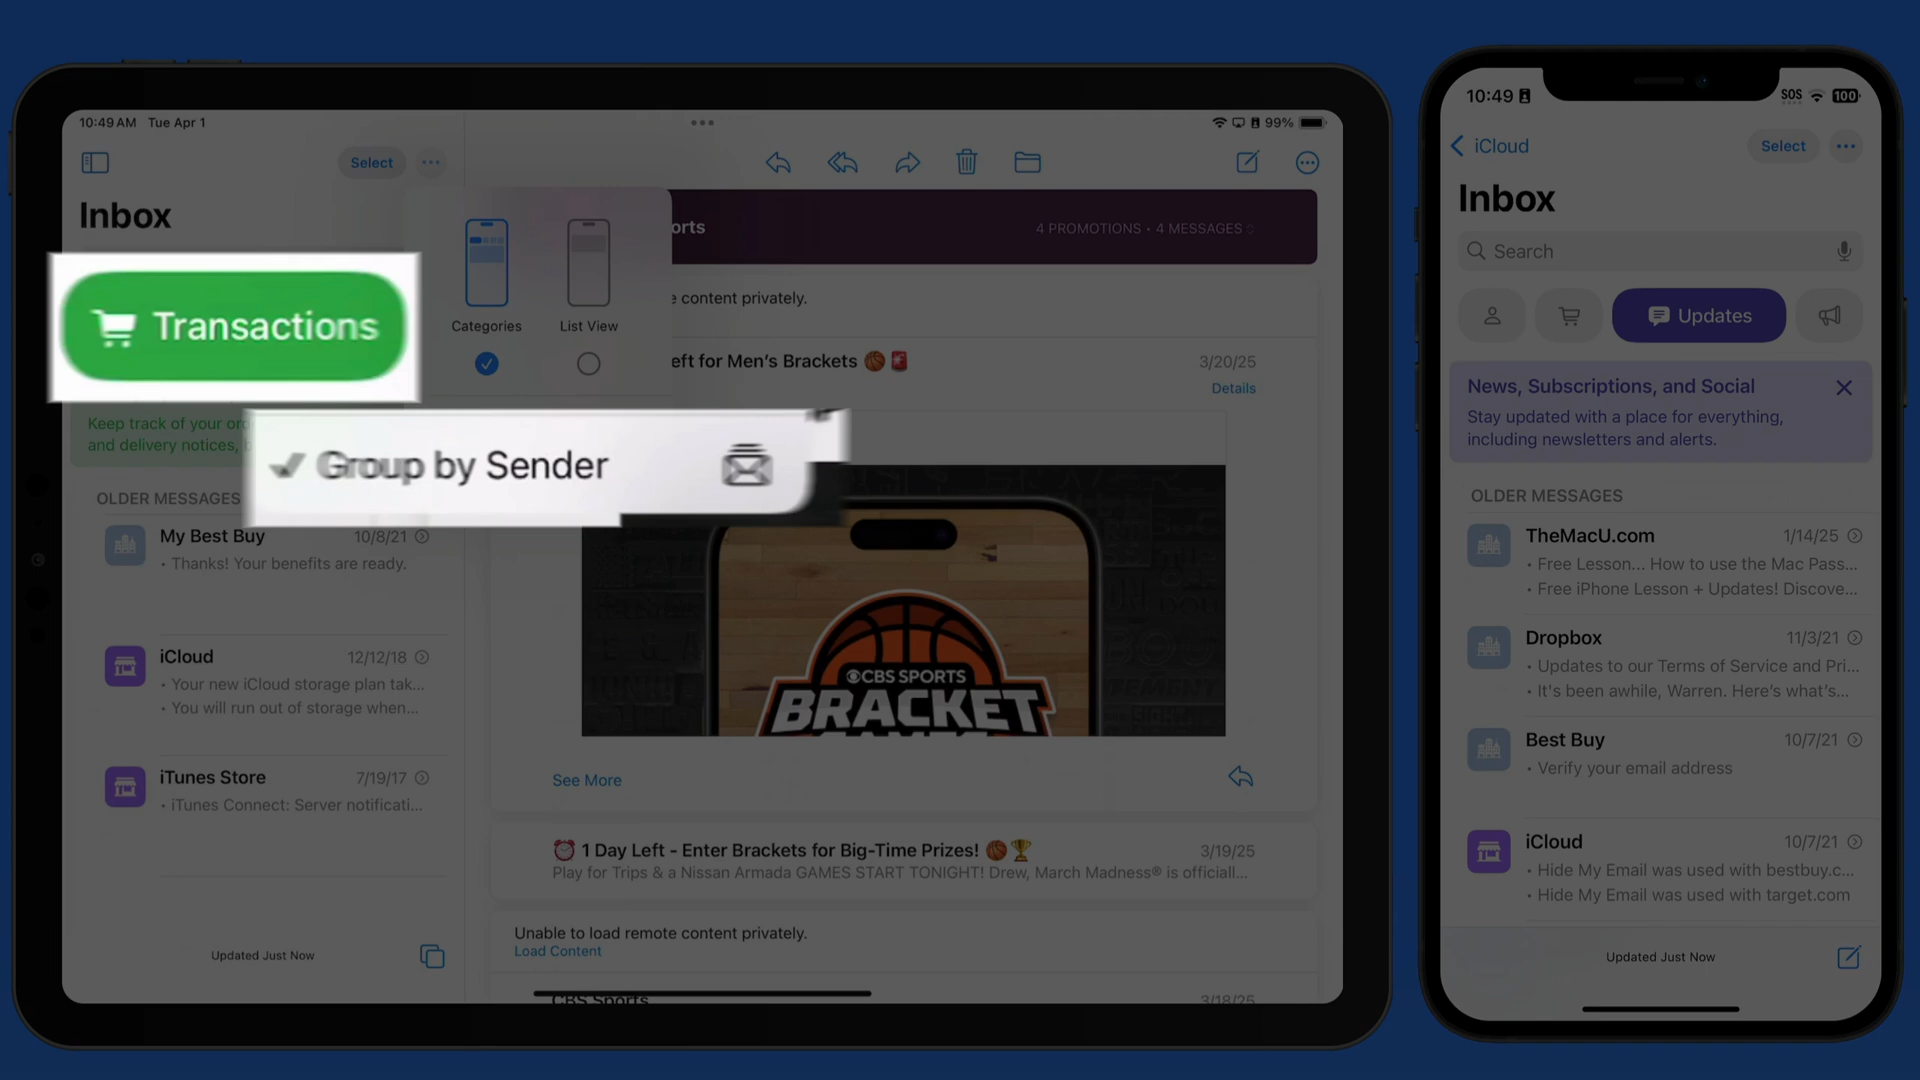 10:49 AM Tue Apr 1
99%
Select
Inbox
Transactions
Keep track of your
and delivery notices,
Categories
List View
Group by Sender
OLDER MESSAGES
My Best Buy 10/8/21
• Thanks! Your benefits are ready.
iCloud 12/12/18
• Your new iCloud storage plan tak...
• You will run out of storage when...
iTunes Store 7/19/17
• iTunes Connect: Server notificati...
Updated Just Now
orts
4 PROMOTIONS • 4 MESSAGES
e content privately.
eft for Men's Brackets 🏀🚨
3/20/25
Details
CBS SPORTS
BRACKET
GAMES
See More
⏰ 1 Day Left - Enter Brackets for Big-Time Prizes! 🏀🏆
3/19/25
Play for Trips & a Nissan Armada GAMES START TONIGHT! Drew, March Madness® is officiall...
Unable to load remote content privately.
Load Content
CBS Sports
3/18/25
10:49
SOS
100
iCloud
Select
Inbox
Search
Updates
News, Subscriptions, and Social
Stay updated with a place for everything,
including newsletters and alerts.
OLDER MESSAGES
TheMacU.com 1/14/25
• Free Lesson... How to use the Mac Pass...
• Free iPhone Lesson + Updates! Discove...
Dropbox 11/3/21
• Updates to our Terms of Service and Pri...
• It's been awhile, Warren. Here's what's...
Best Buy 10/7/21
• Verify your email address
iCloud 10/7/21
• Hide My Email was used with bestbuy.c...
• Hide My Email was used with target.com
Updated Just Now